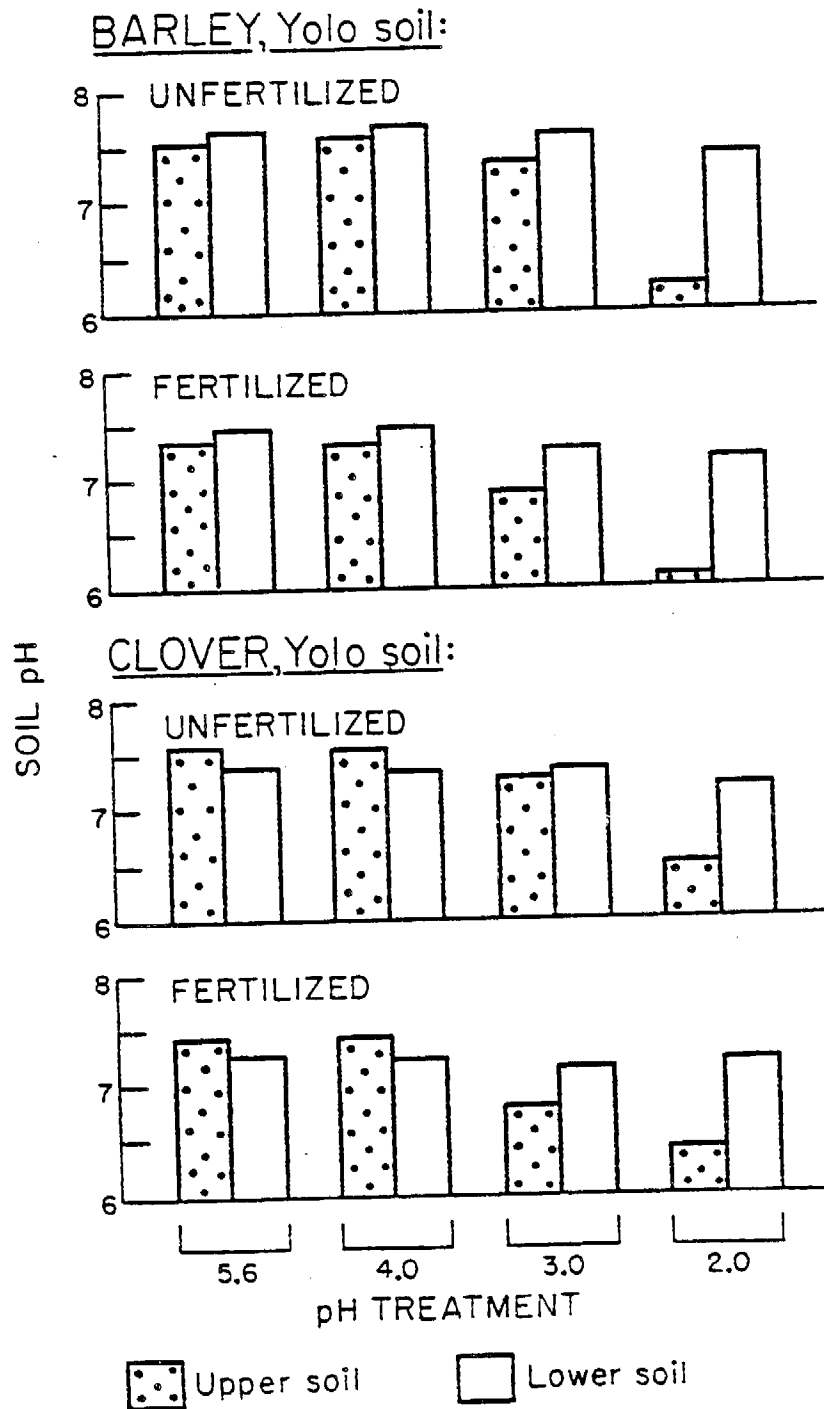 BARLEY, Yolo soil:
UNFERTILIZED
8
7
6
FERTILIZED
8
7
6
SOIL pH
CLOVER, Yolo soil:
UNFERTILIZED
8
7
6
FERTILIZED
8
7
6
5.6 4.0 3.0 2.0
pH TREATMENT
Upper soil Lower soil